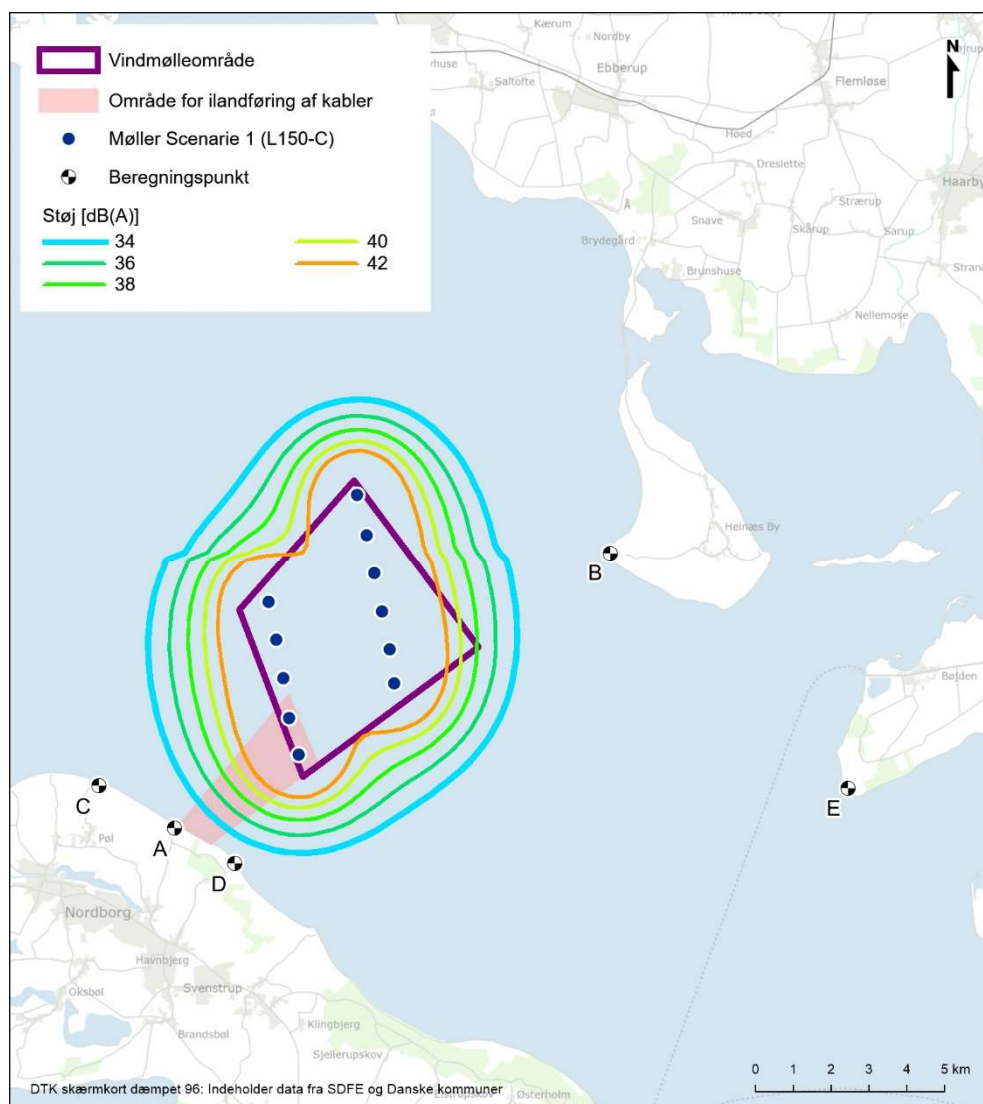 Vindmølleområde
Område for ilandføring af kabler
Møller Scenarie 1 (L150-C)
Beregningspunkt
Støj [dB(A)]
34
40
36
42
38
N
Kærum
Nordby
Ebberup
Saltofte
Flemløse
Høed
Dreslette
Haarby
Å
Snave
Strærup
Skårup
Sarup
Brydegård
Brunshuse
Strand
Nellemose
Helnæs By
B
Bøjden
C
E
A
Pøl
D
Nordborg
Havnbjerg
Svenstrup
Oksbøl
Brandsbøl
Klingbjerg
Sjellerupskov
Østerholm
DTK skærmkort dæmpet 96: Indeholder data fra SDFE og Danske kommuner
0 1 2 3 4 5 km